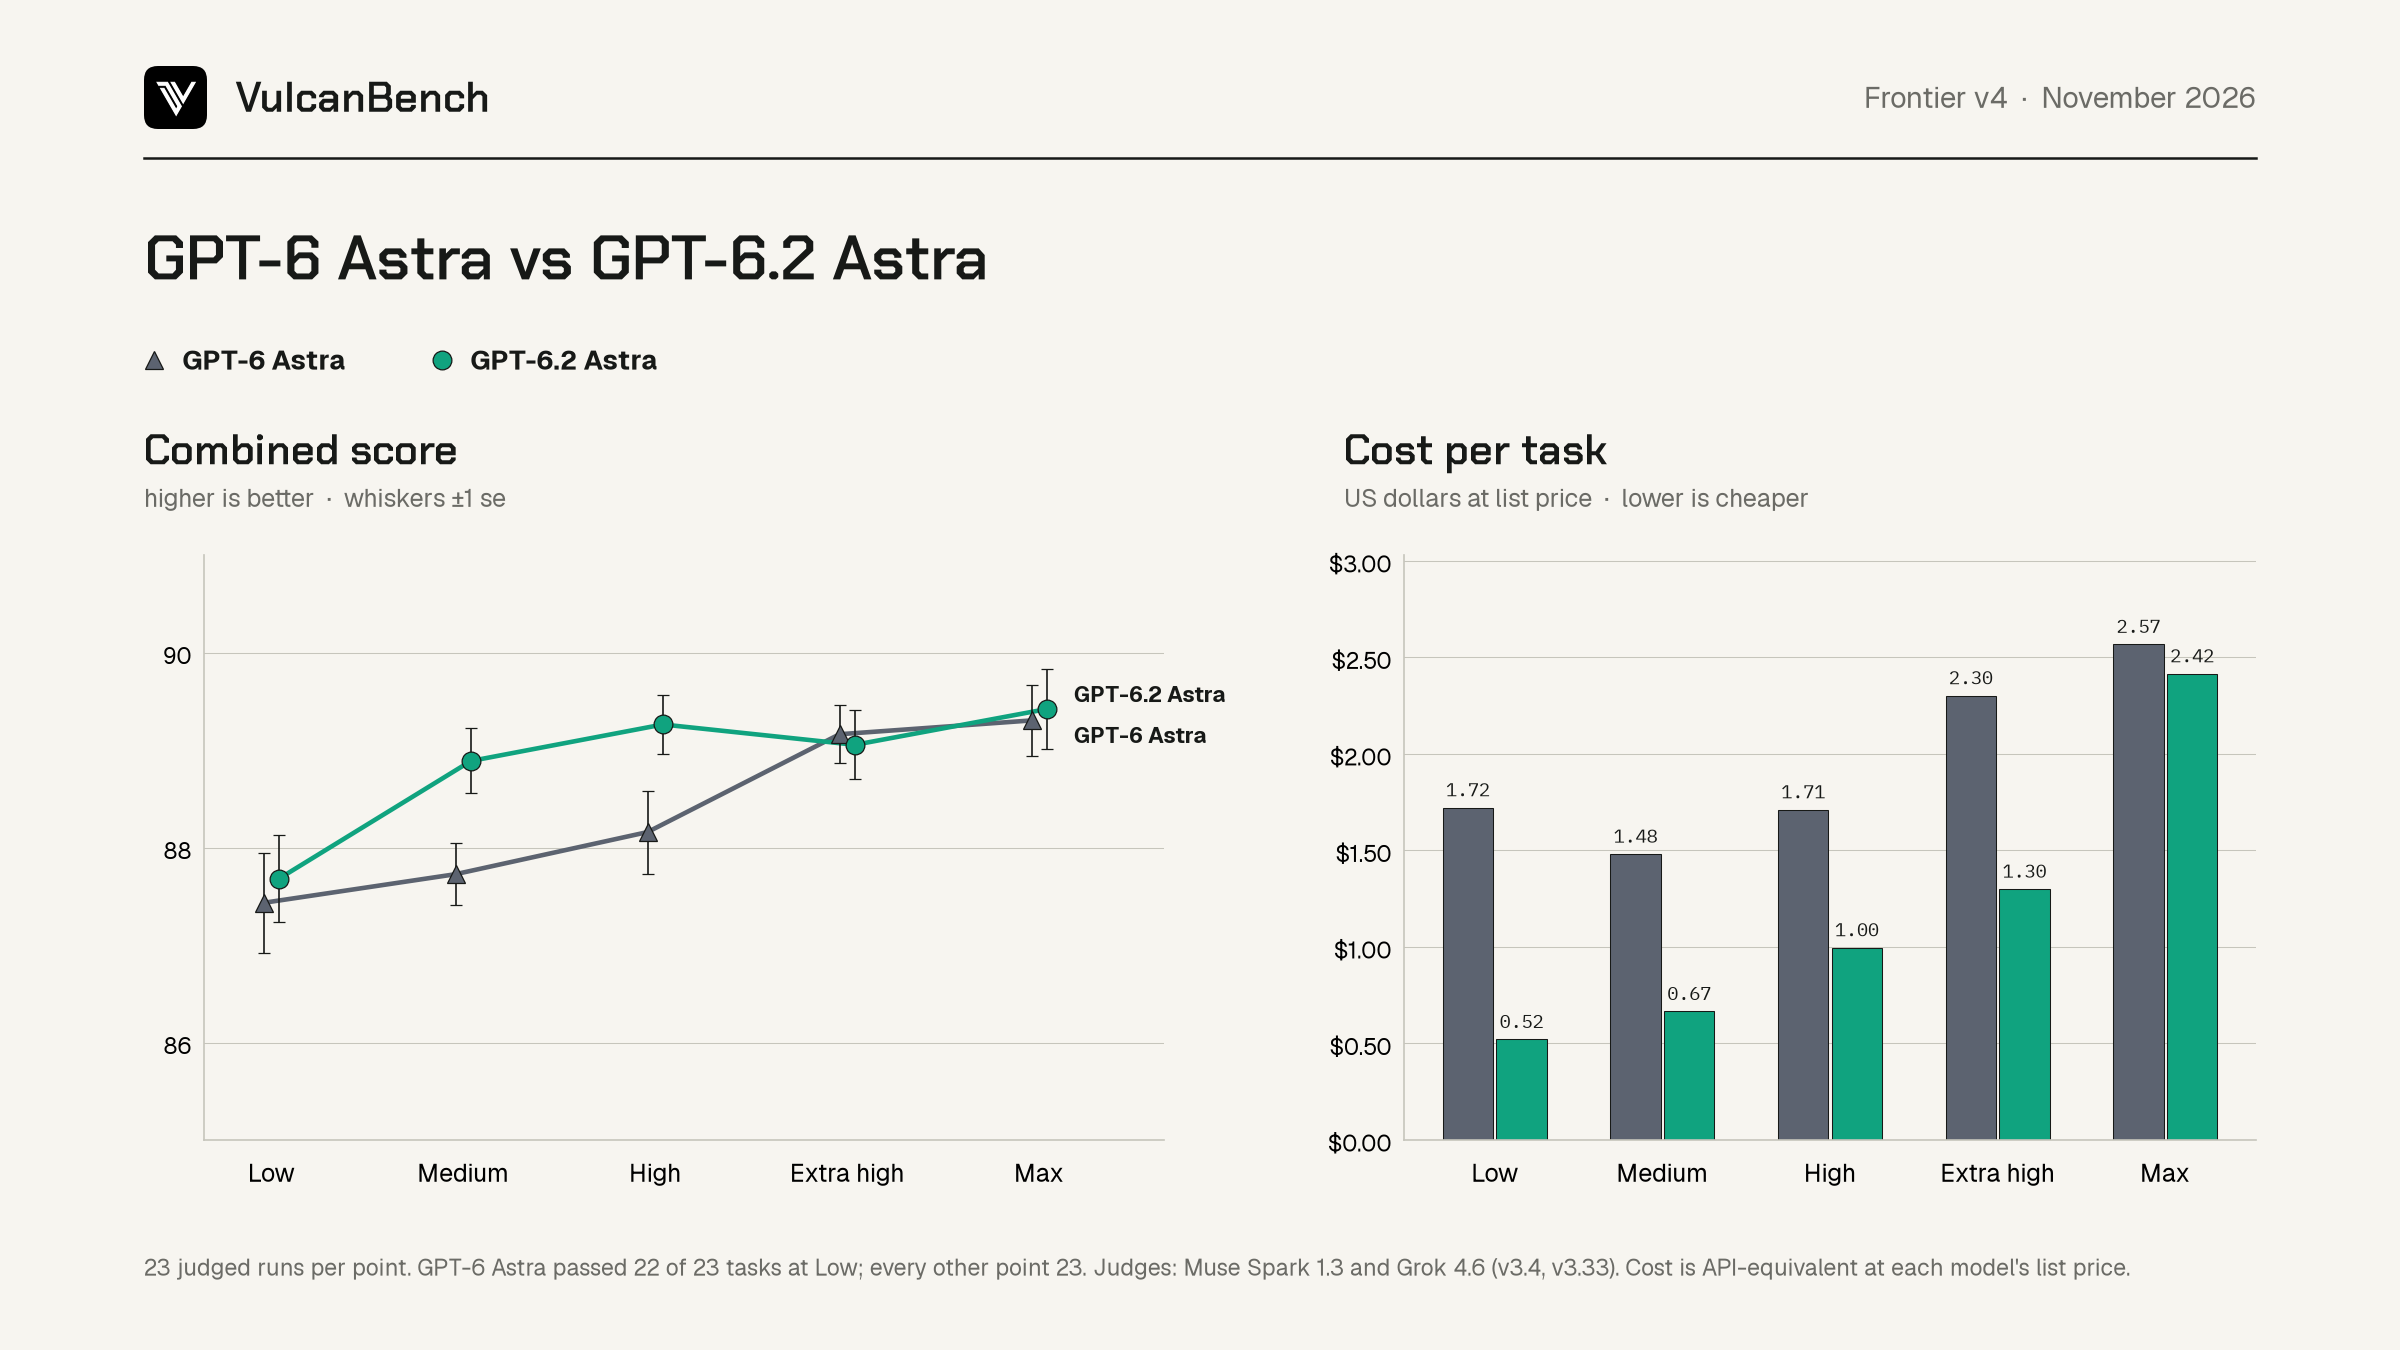 VulcanBench
Frontier v4 · November 2026
GPT-6 Astra vs GPT-6.2 Astra
GPT-6 Astra
GPT-6.2 Astra
Combined score
higher is better · whiskers ±1 se
90
88
86
GPT-6.2 Astra
GPT-6 Astra
Low
Medium
High
Extra high
Max
Cost per task
US dollars at list price · lower is cheaper
$3.00
$2.50
$2.00
$1.50
$1.00
$0.50
$0.00
1.72
0.52
1.48
0.67
1.71
1.00
2.30
1.30
2.57
2.42
Low
Medium
High
Extra high
Max
23 judged runs per point. GPT-6 Astra passed 22 of 23 tasks at Low; every other point 23. Judges: Muse Spark 1.3 and Grok 4.6 (v3.4, v3.33). Cost is API-equivalent at each model's list price.